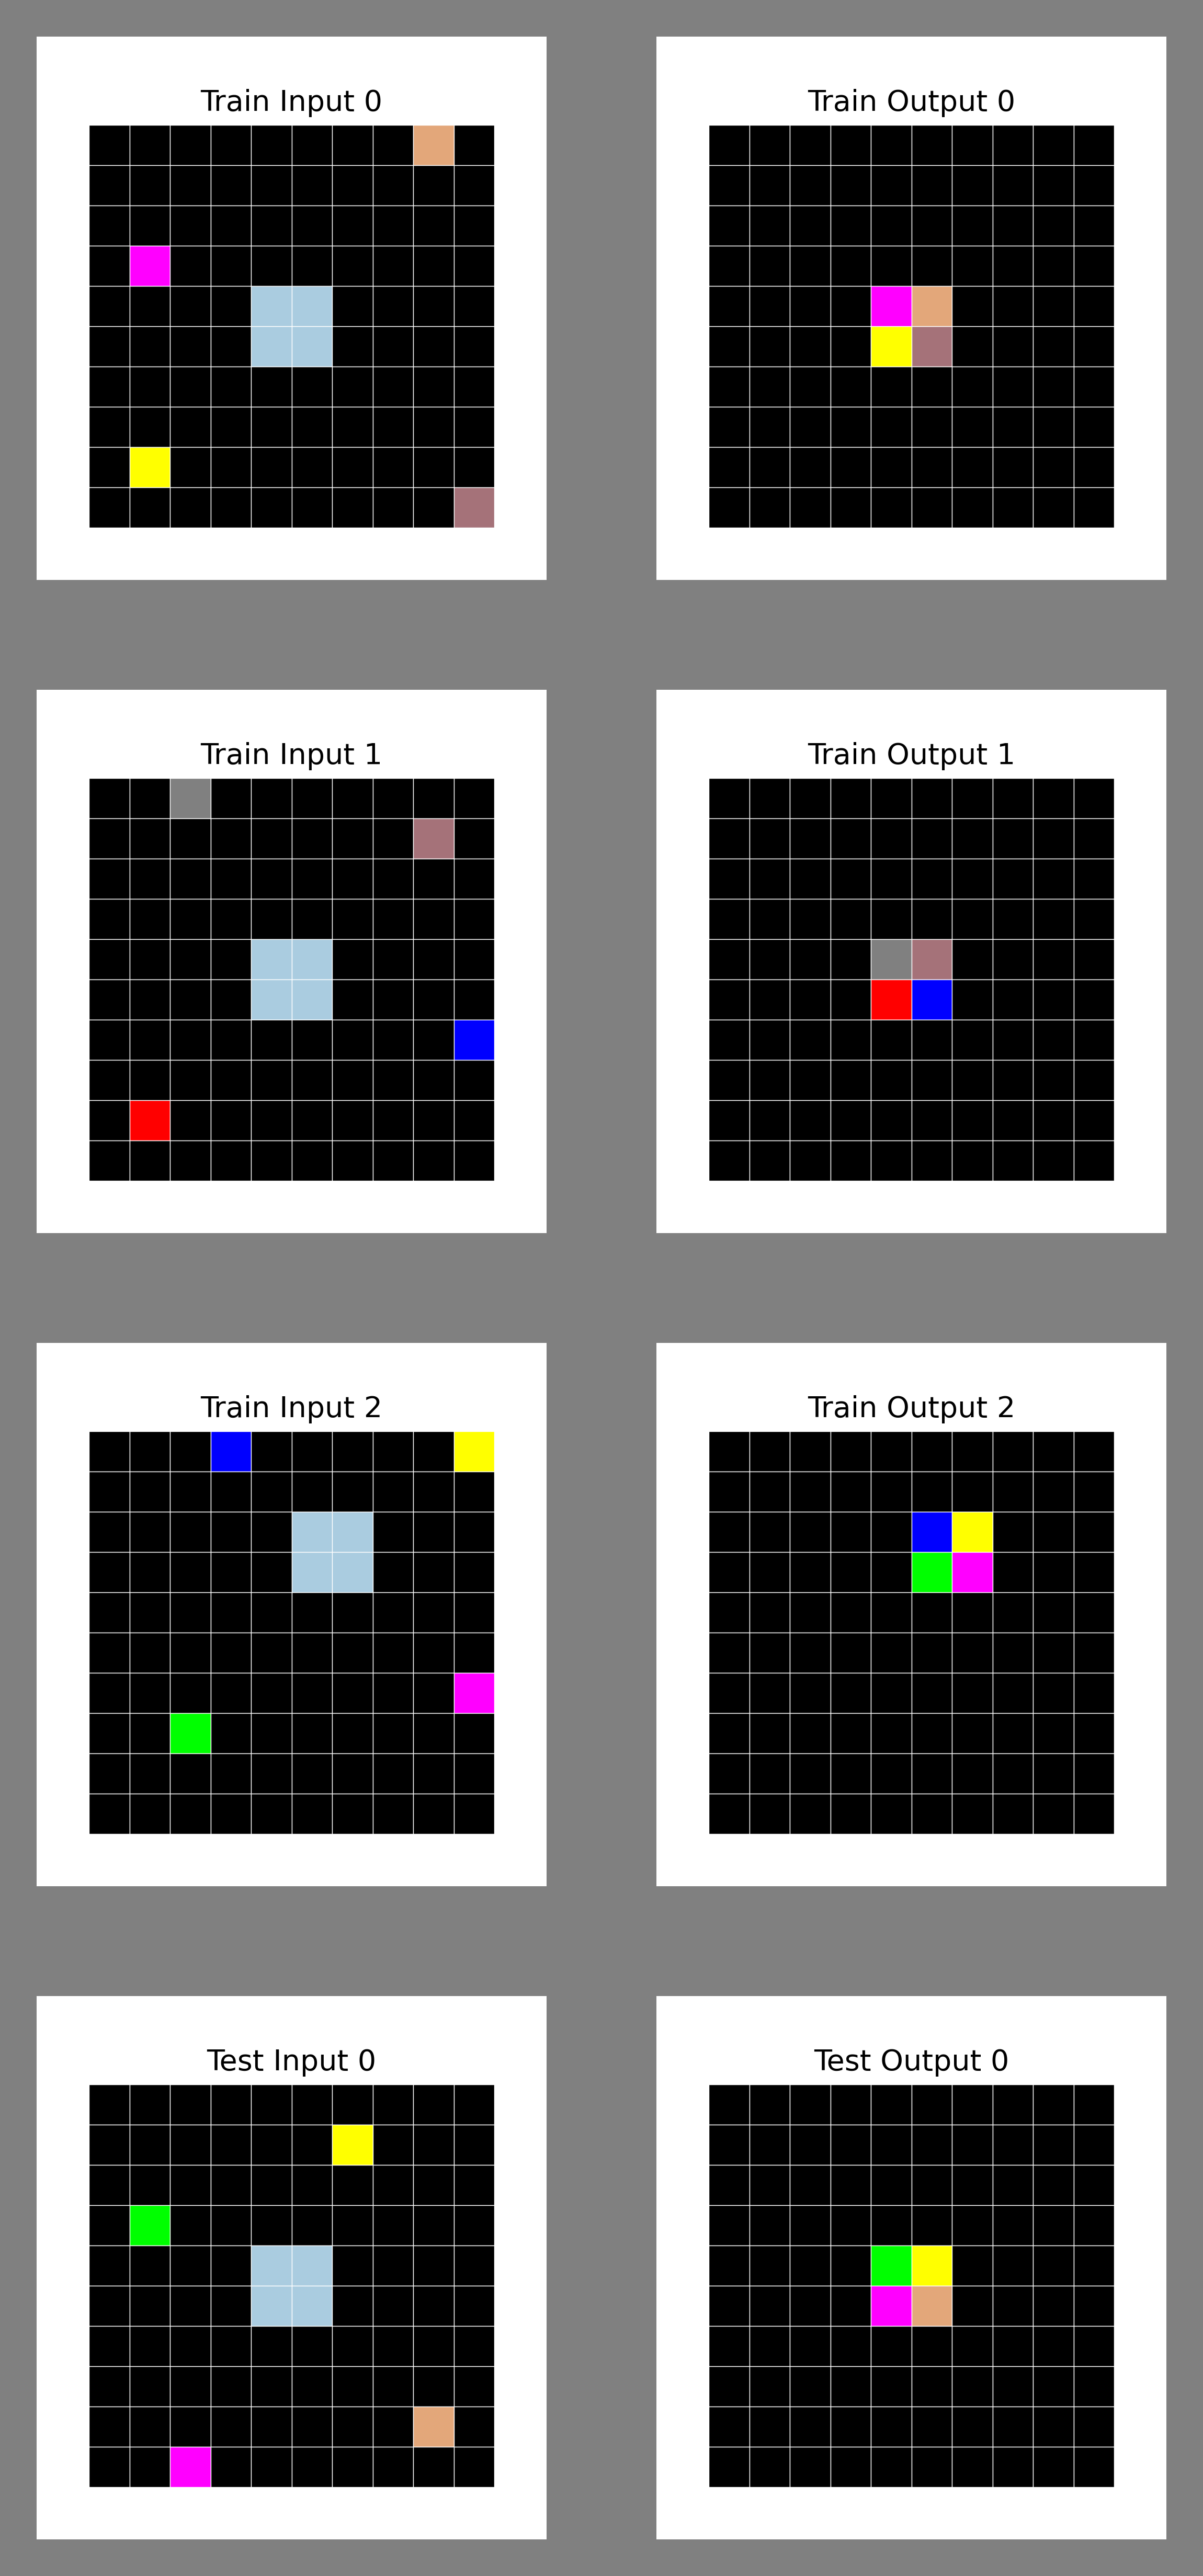 Train Input 0
Train Output 0
Train Input 1
Train Output 1
Train Input 2
Train Output 2
Test Input 0
Test Output 0